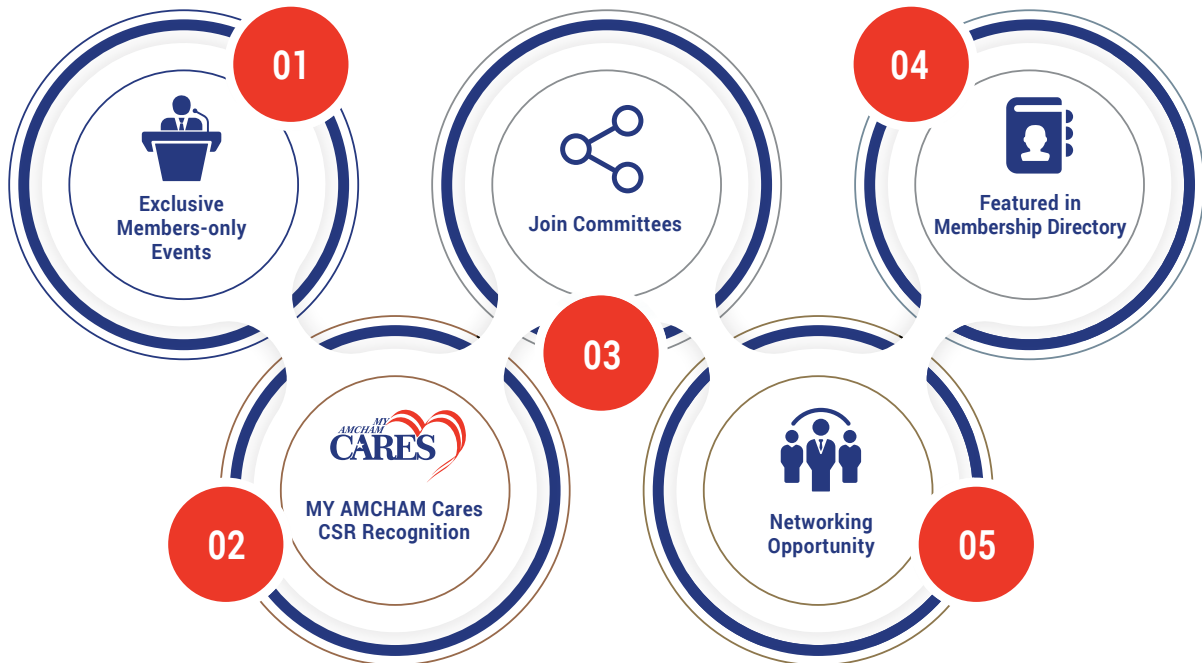 01
Exclusive
Members-only
Events
02
MY
AMCHAM
CARES
MY AMCHAM Cares
CSR Recognition
03
Join Committees
04
Featured in
Membership Directory
05
Networking
Opportunity